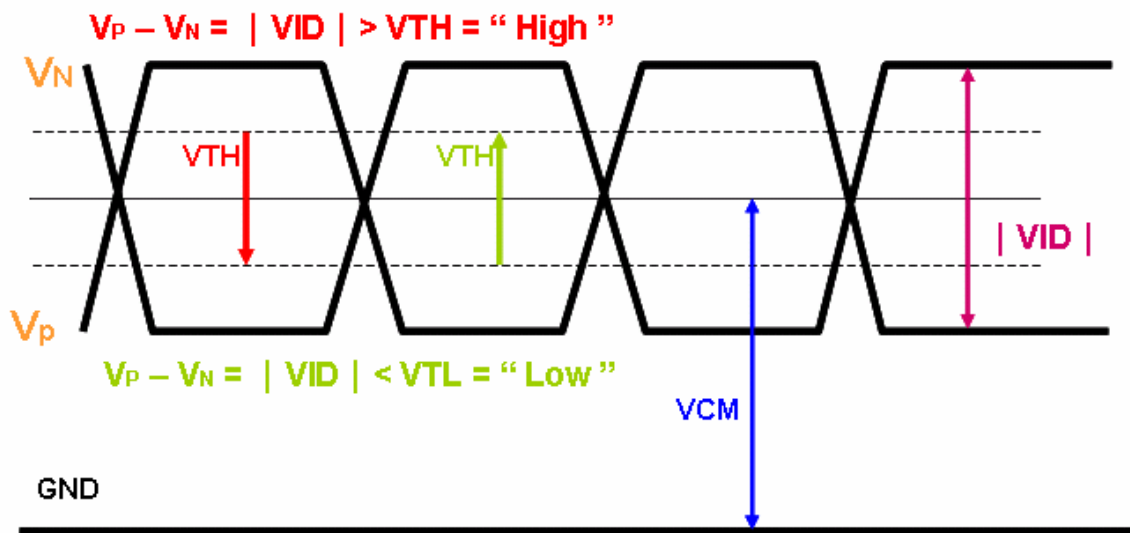 VP – VN = | VID | > VTH = “ High ”
VN
VTH
VTH
| VID |
Vp
VP – VN = | VID | < VTL = “ Low ”
VCM
GND